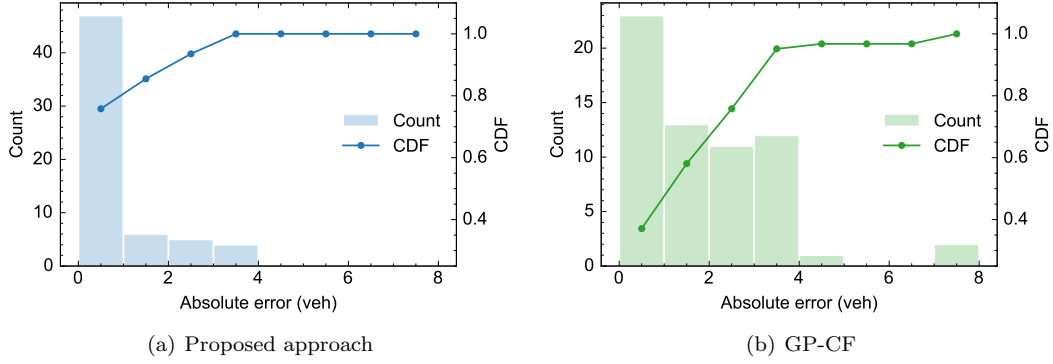 40
30
20
10
0
Count
1.0
0.8
0.6
0.4
CDF
Count
CDF
0 2 4 6 8
Absolute error (veh)
(a) Proposed approach
20
15
10
5
0
Count
1.0
0.8
0.6
0.4
CDF
Count
CDF
0 2 4 6 8
Absolute error (veh)
(b) GP-CF